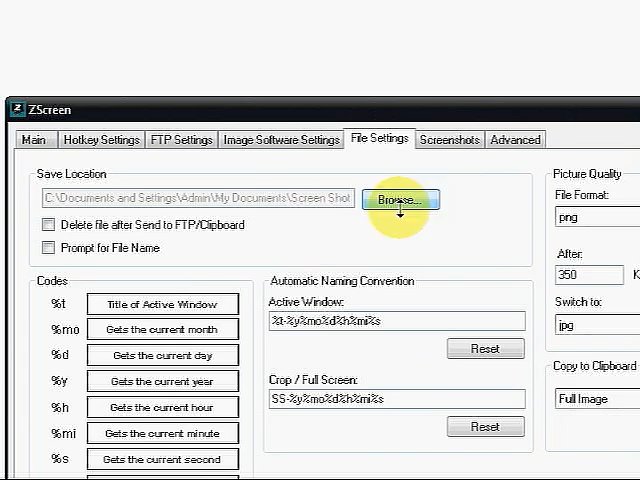 ZScreen
Main Hotkey Settings FTP Settings Image Software Settings File Settings Screenshots Advanced
Save Location
C:\Documents and Settings\Admin\My Documents\Screen Shot
Browse...
Delete file after Send to FTP/Clipboard
Prompt for File Name
Codes
%t Title of Active Window
%mo Gets the current month
%d Gets the current day
%y Gets the current year
%h Gets the current hour
%mi Gets the current minute
%s Gets the current second
Automatic Naming Convention
Active Window:
%t-%y%mo%d%h%mi%s
Reset
Crop / Full Screen:
SS-%y%mo%d%h%mi%s
Reset
Picture Quality
File Format:
png
After:
350 K
Switch to:
jpg
Copy to Clipboard
Full Image